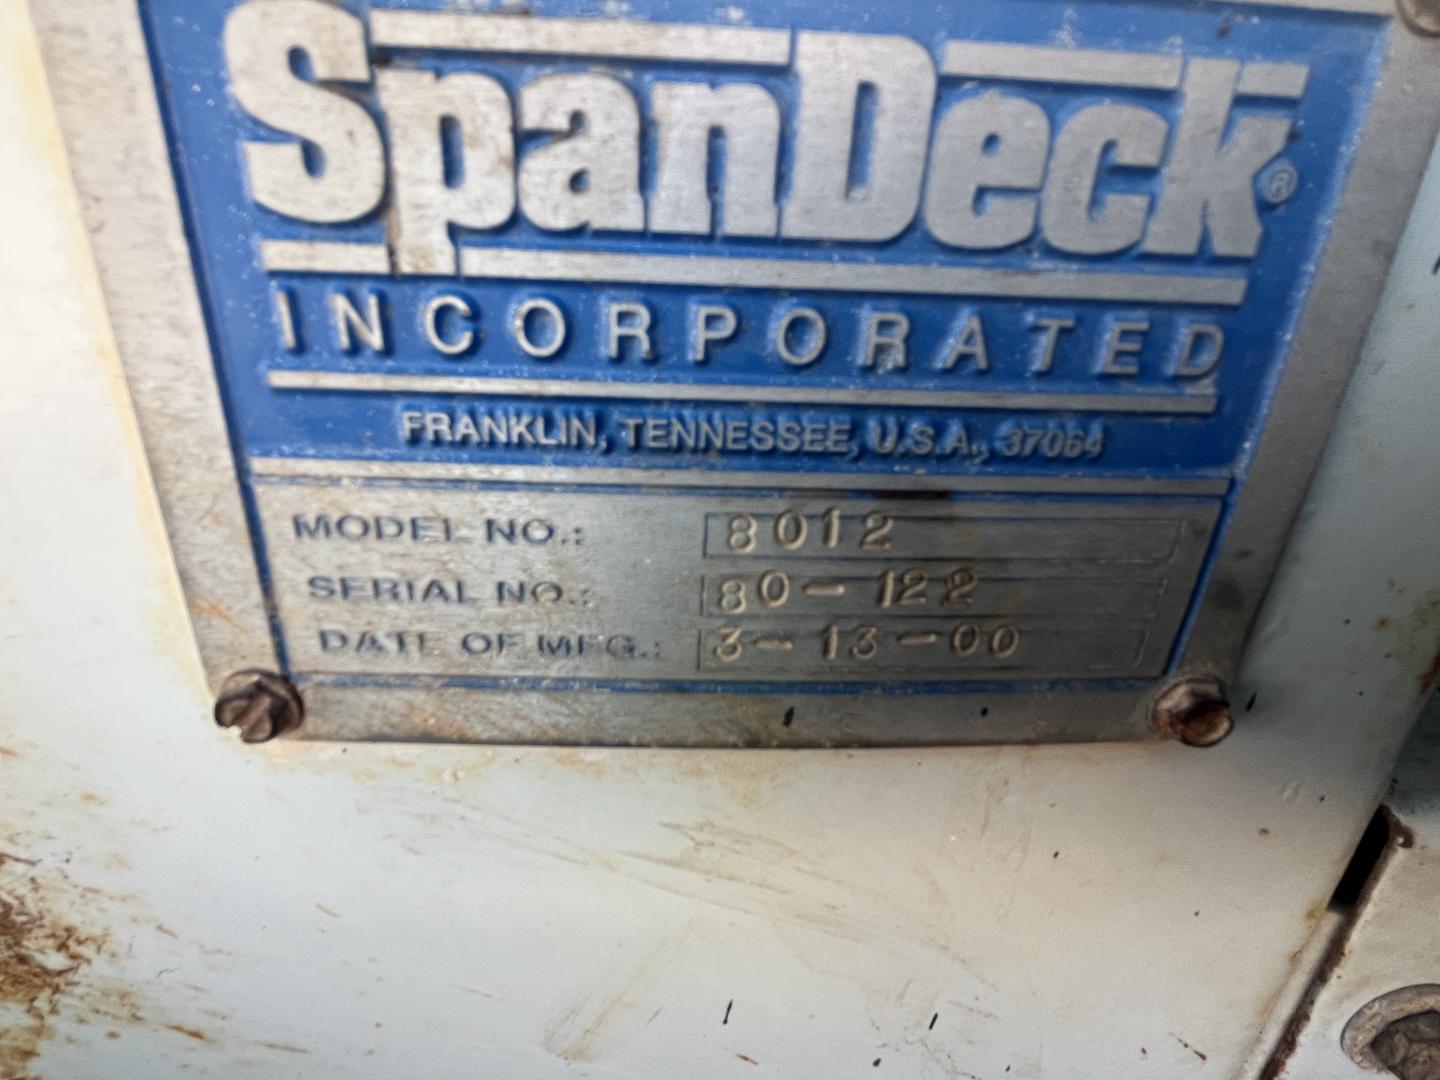 SpanDeck®
INCORPORATED
FRANKLIN, TENNESSEE, U.S.A., 37064
MODEL NO.: 8012
SERIAL NO.: 80-122
DATE OF MFG.: 3-13-00